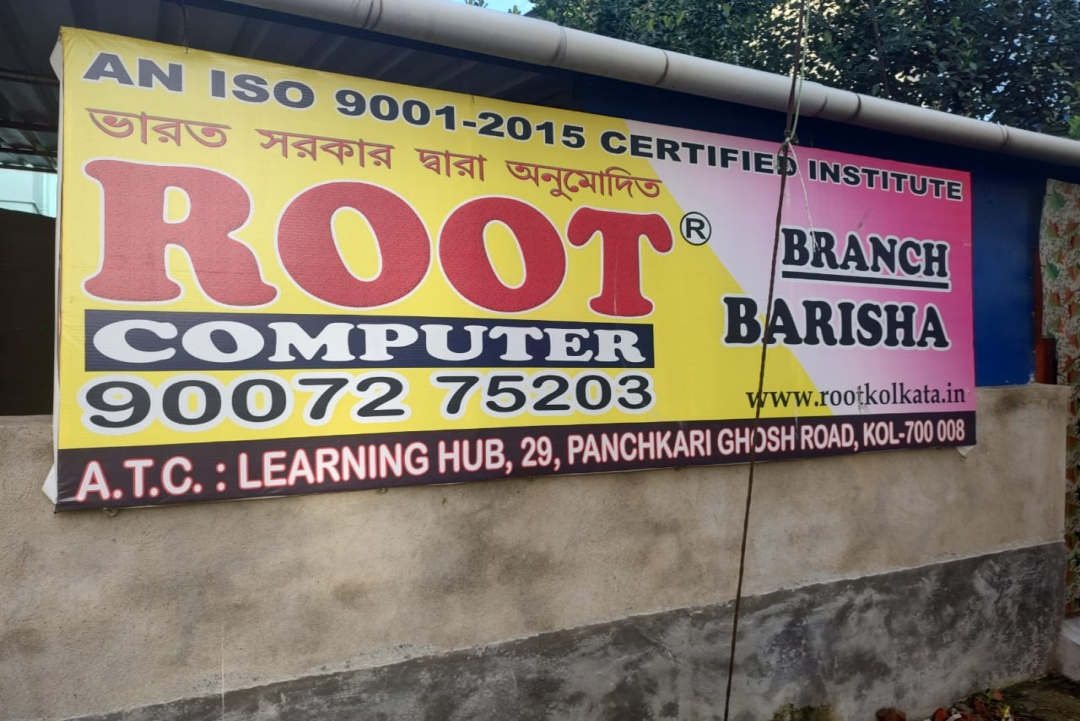 AN ISO 9001-2015 CERTIFIED INSTITUTE
ভারত সরকার দ্বারা অনুমোদিত
ROOT®
COMPUTER
90072 75203
BRANCH
BARISHA
www.rootkolkata.in
A.T.C. : LEARNING HUB, 29, PANCHKARI GHOSH ROAD, KOL-700 008